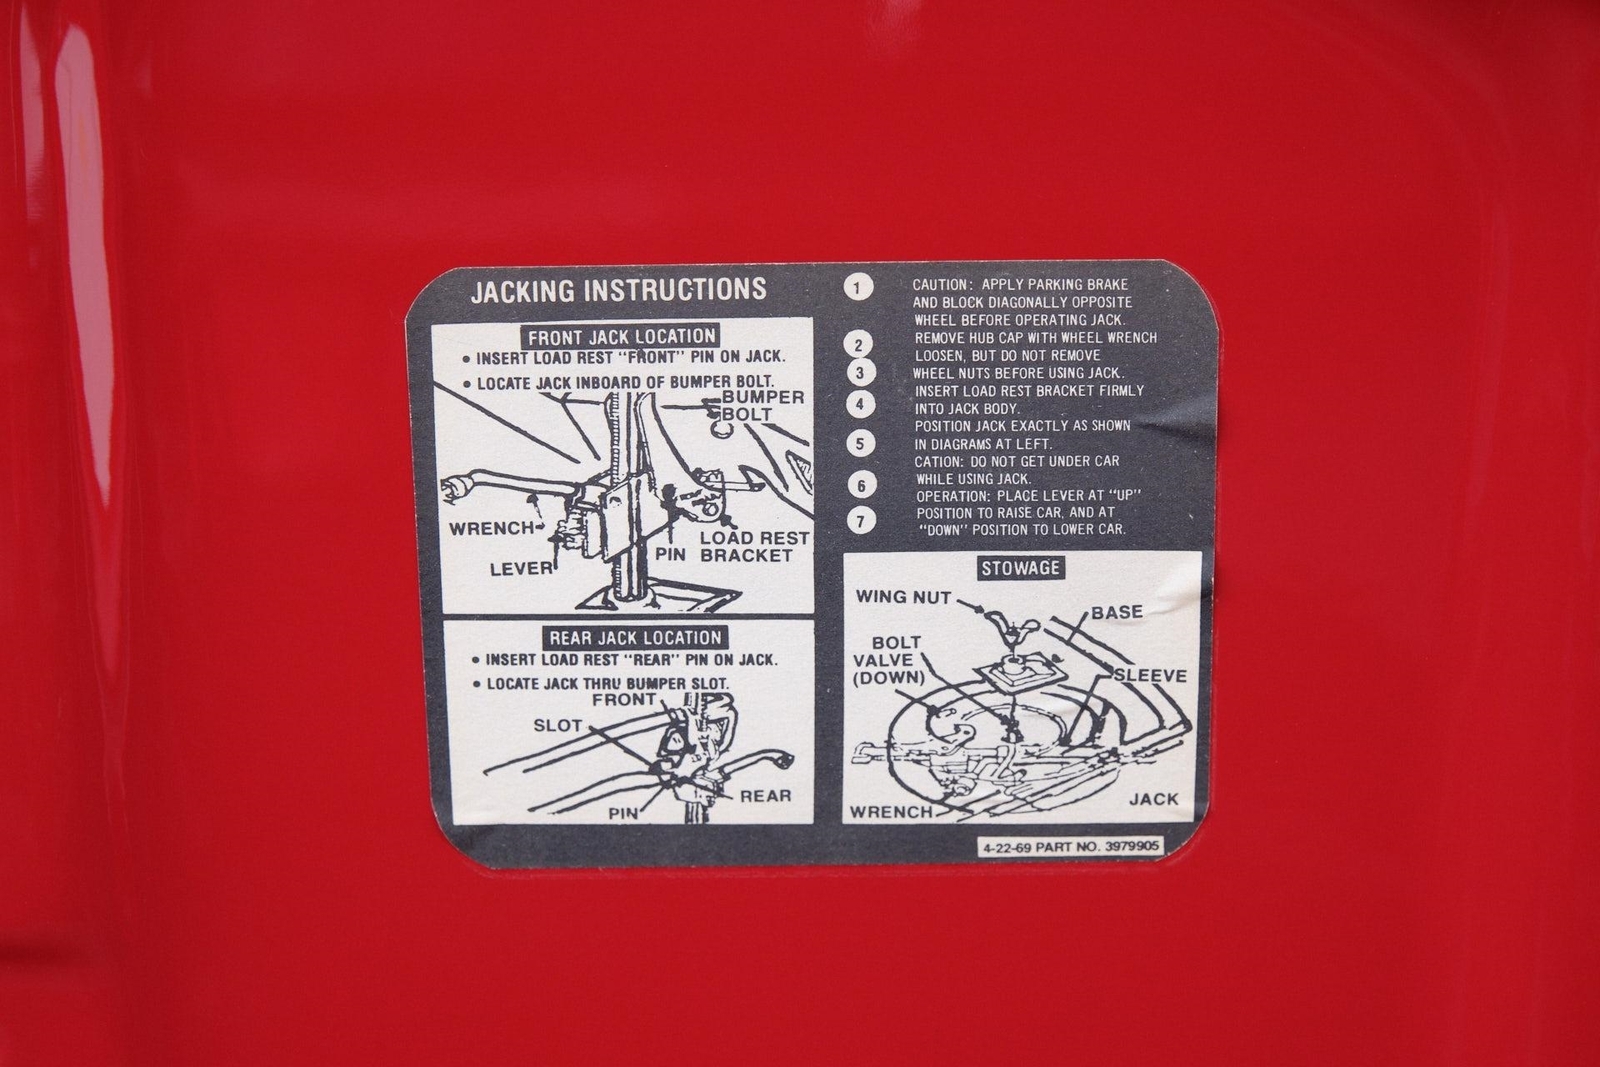 JACKING INSTRUCTIONS
FRONT JACK LOCATION
• INSERT LOAD REST "FRONT" PIN ON JACK.
• LOCATE JACK INBOARD OF BUMPER BOLT.
BUMPER
BOLT
WRENCH
LEVER
PIN
LOAD REST
BRACKET
REAR JACK LOCATION
• INSERT LOAD REST "REAR" PIN ON JACK.
• LOCATE JACK THRU BUMPER SLOT.
FRONT
SLOT
REAR
PIN
1 CAUTION: APPLY PARKING BRAKE
AND BLOCK DIAGONALLY OPPOSITE
WHEEL BEFORE OPERATING JACK.
2 REMOVE HUB CAP WITH WHEEL WRENCH
LOOSEN, BUT DO NOT REMOVE
3 WHEEL NUTS BEFORE USING JACK.
INSERT LOAD REST BRACKET FIRMLY
4 INTO JACK BODY.
POSITION JACK EXACTLY AS SHOWN
5 IN DIAGRAMS AT LEFT.
CATION: DO NOT GET UNDER CAR
6 WHILE USING JACK.
OPERATION: PLACE LEVER AT "UP"
7 POSITION TO RAISE CAR, AND AT
"DOWN" POSITION TO LOWER CAR.
STOWAGE
WING NUT
BASE
BOLT
VALVE
(DOWN)
SLEEVE
WRENCH
JACK
4-22-69 PART NO. 3979905